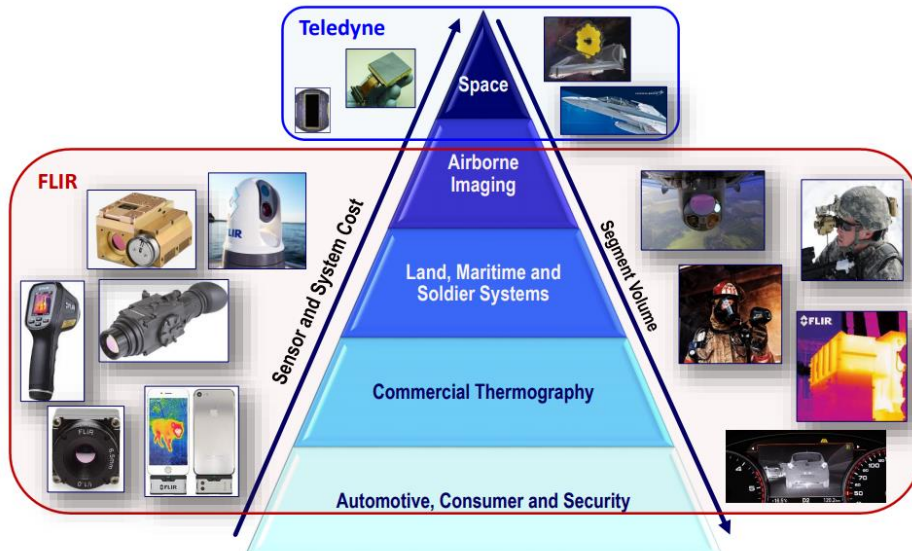 Teledyne
Space
FLIR
Airborne
Imaging
Sensor and System Cost
Segment Volume
Land, Maritime and
Soldier Systems
FLIR
Commercial Thermography
FLIR
FLIR
Automotive, Consumer and Security